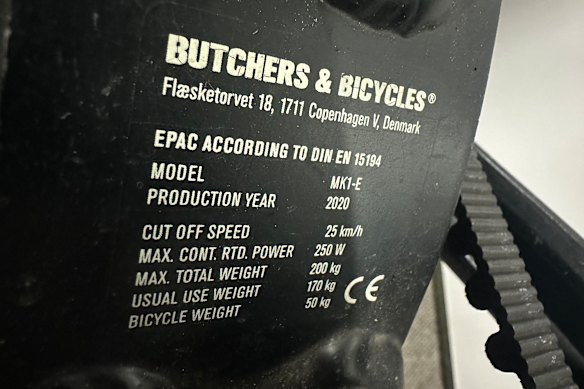 BUTCHERS & BICYCLES®
Flæsketorvet 18, 1711 Copenhagen V, Denmark
EPAC ACCORDING TO DIN EN 15194
MODEL MK1-E
PRODUCTION YEAR 2020
CUT OFF SPEED 25 km/h
MAX. CONT. RTD. POWER 250 W
MAX. TOTAL WEIGHT 200 kg
USUAL USE WEIGHT 170 kg
BICYCLE WEIGHT 50 kg
CE